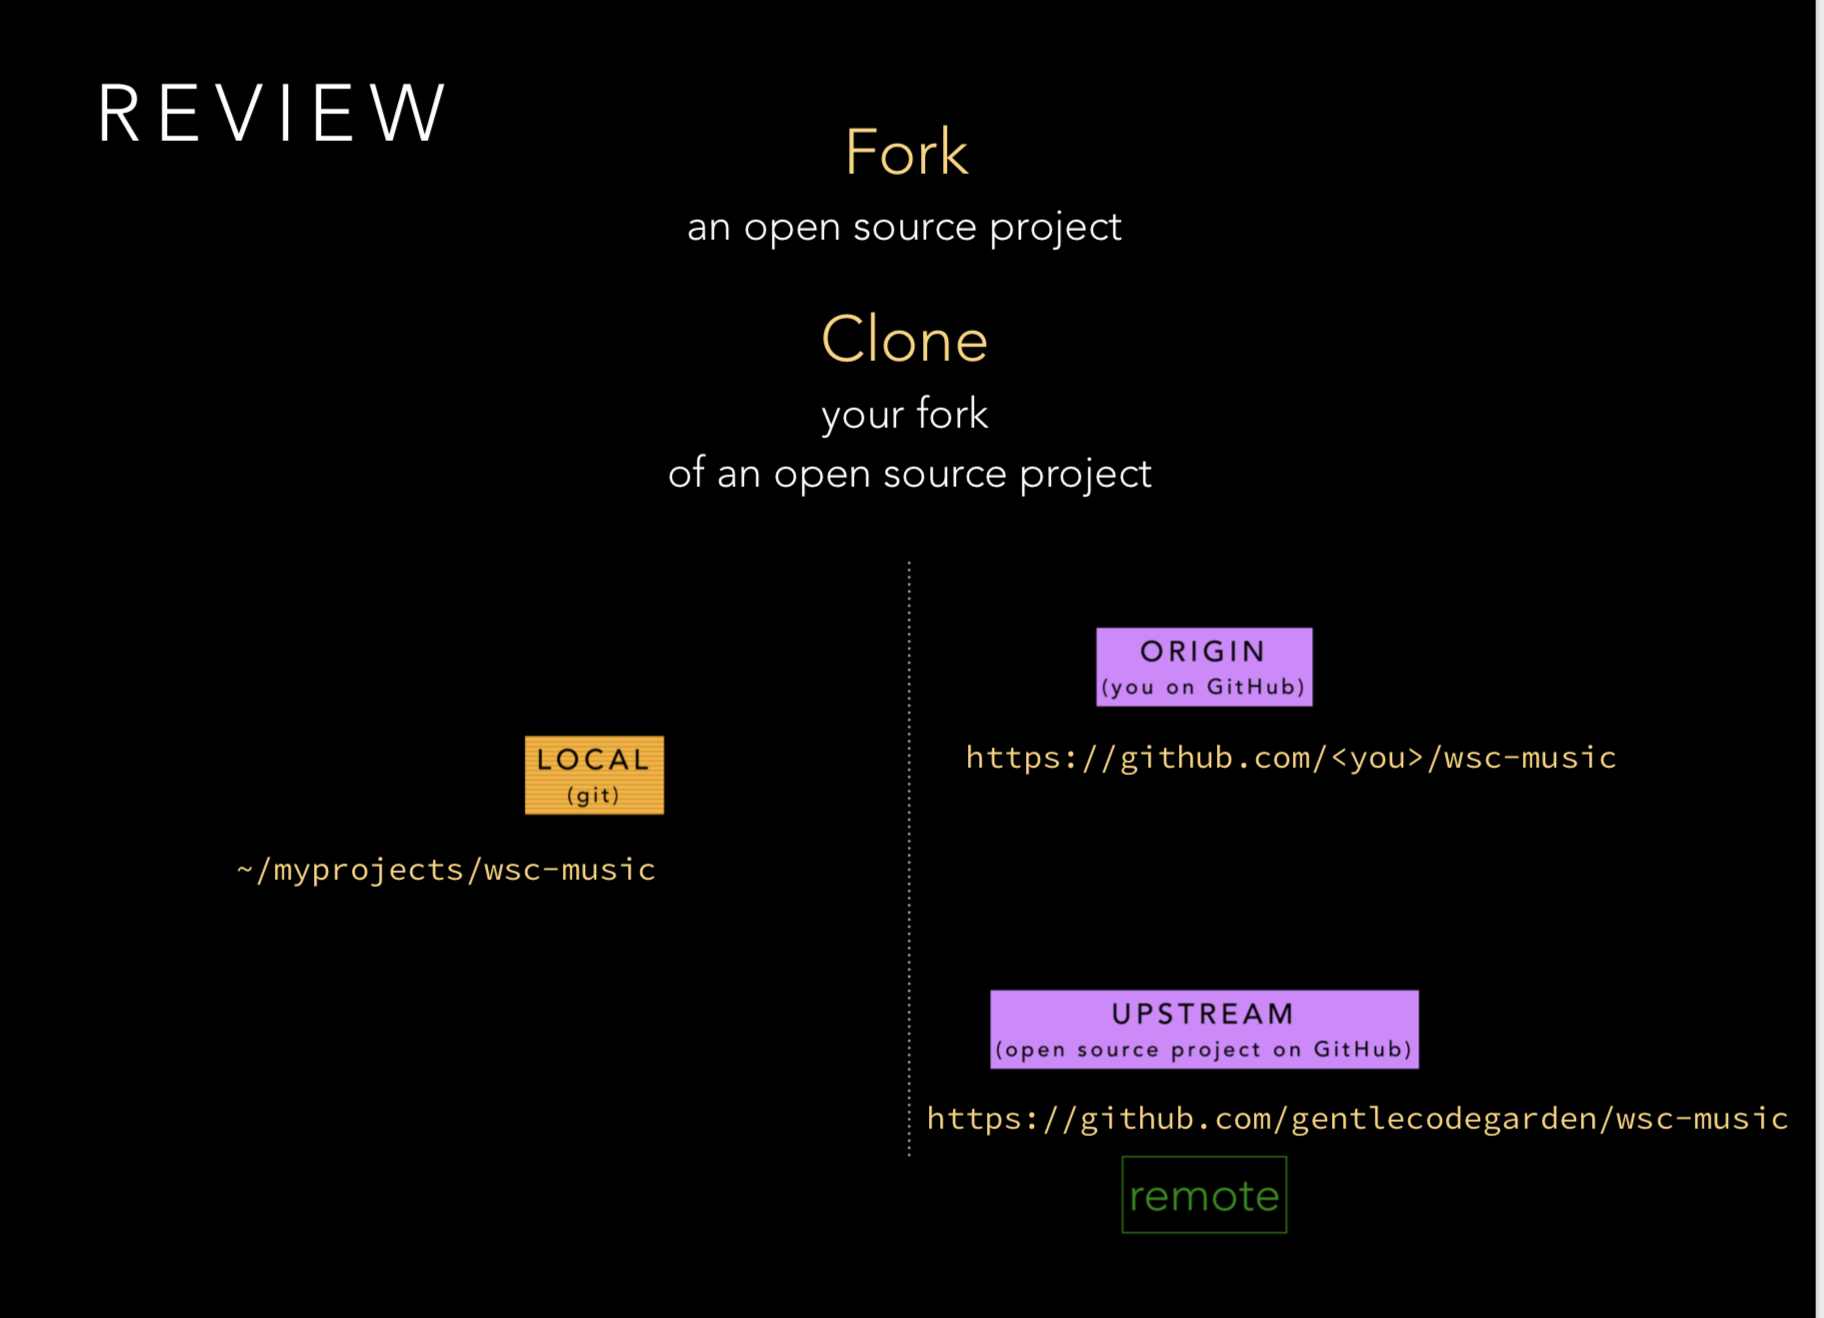 REVIEW
Fork
an open source project
Clone
your fork
of an open source project
ORIGIN
(you on GitHub)
https://github.com/<you>/wsc-music
LOCAL
(git)
~/myprojects/wsc-music
UPSTREAM
(open source project on GitHub)
https://github.com/gentlecodegarden/wsc-music
remote